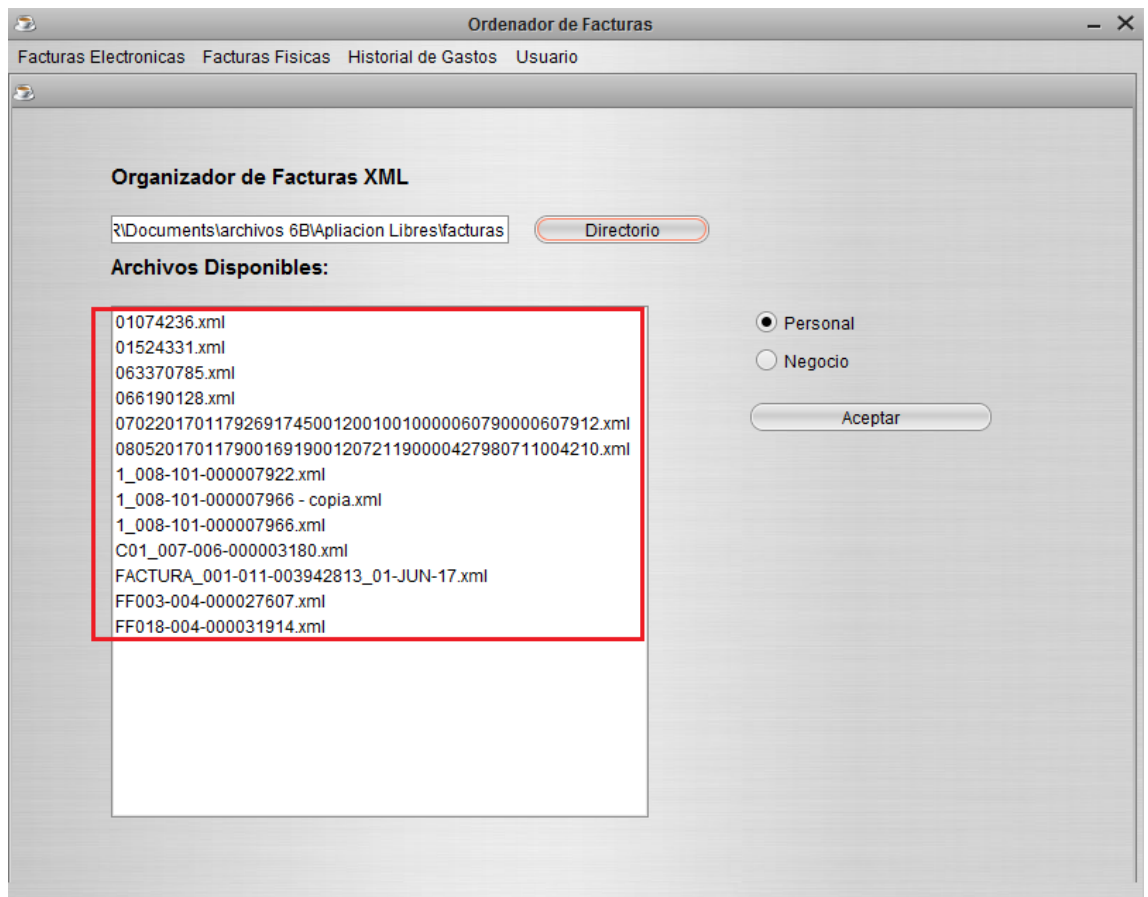 Ordenador de Facturas
Facturas Electronicas Facturas Fisicas Historial de Gastos Usuario
Organizador de Facturas XML
R\Documents\archivos 6B\Apliacion Libres\facturas Directorio
Archivos Disponibles:
01074236.xml
01524331.xml
063370785.xml
066190128.xml
0702201701179269174500120010010000060790000607912.xml
0805201701179001691900120721190000427980711004210.xml
1_008-101-000007922.xml
1_008-101-000007966 - copia.xml
1_008-101-000007966.xml
C01_007-006-000003180.xml
FACTURA_001-011-003942813_01-JUN-17.xml
FF003-004-000027607.xml
FF018-004-000031914.xml
Personal
Negocio
Aceptar